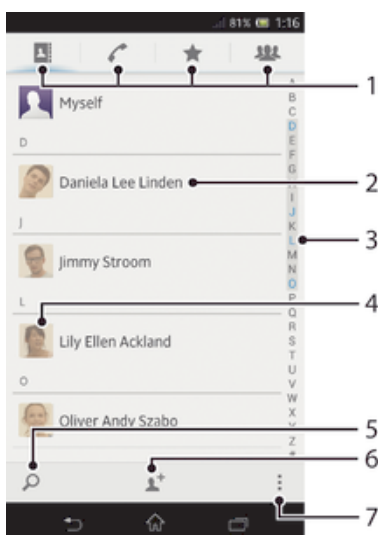 81% 1:16
1
Myself
D
Daniela Lee Linden
2
J
Jimmy Stroom
3
L
4
Lily Ellen Ackland
O
Oliver Andy Szabo
5
6
7
A
B
C
D
E
F
G
I
J
K
L
M
N
O
P
Q
R
S
T
U
V
W
X
Z
#